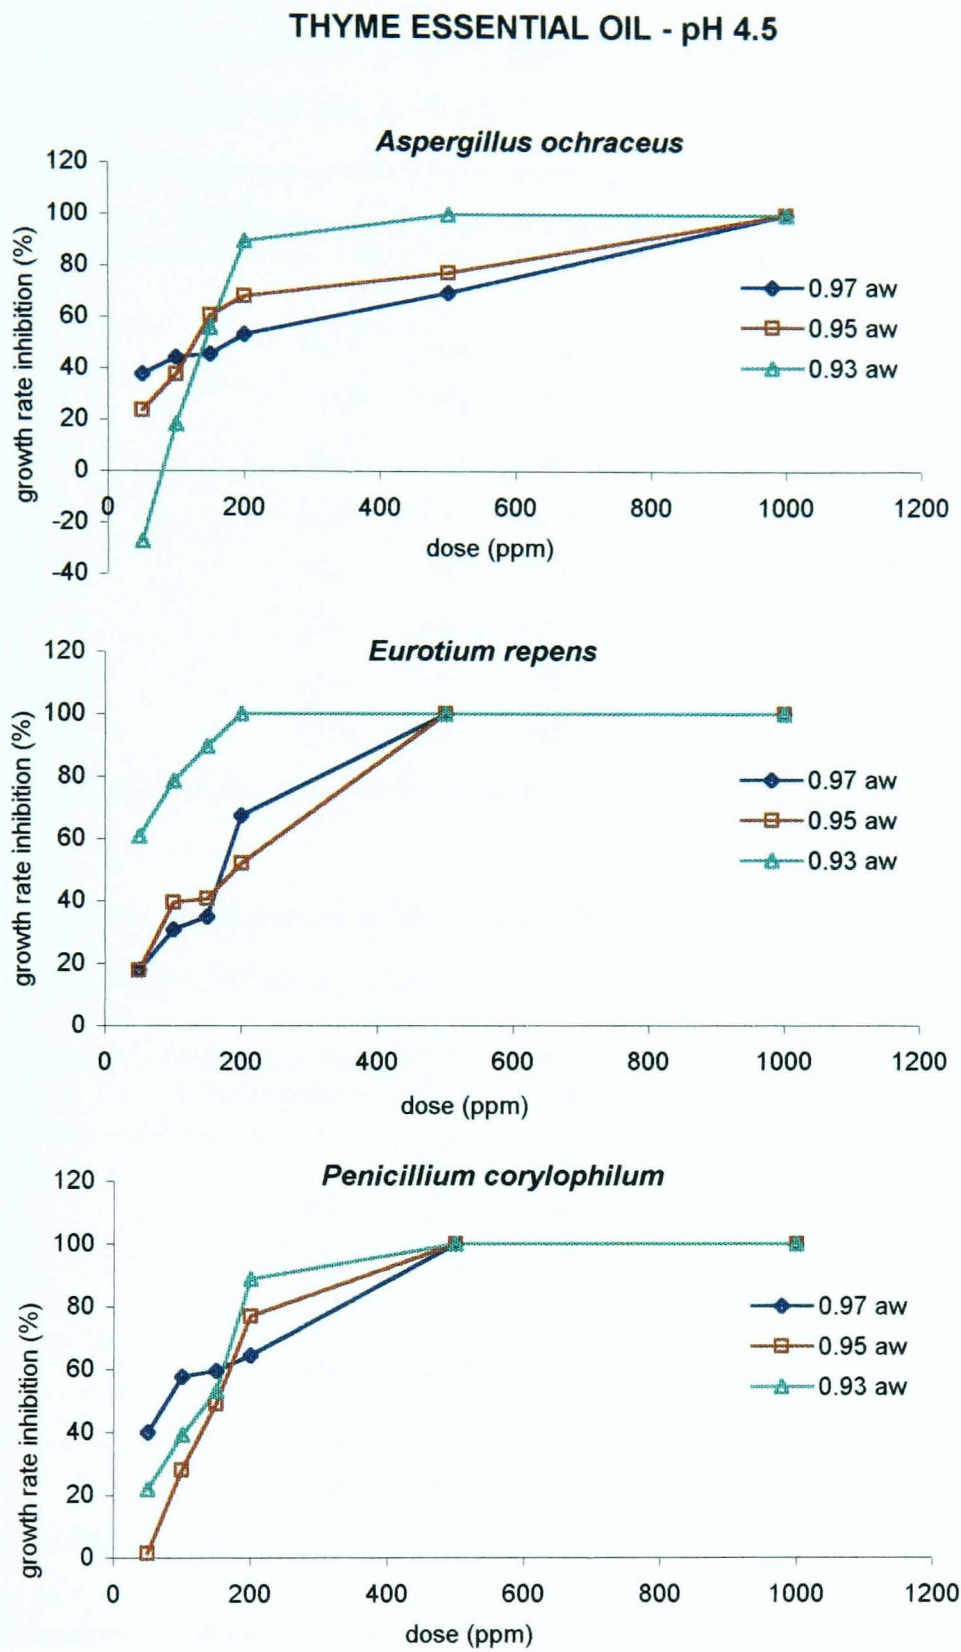 THYME ESSENTIAL OIL - pH 4.5
Aspergillus ochraceus
growth rate inhibition (%)
120
100
80
60
40
20
0
-20
-40
0 200 400 600 800 1000 1200
dose (ppm)
0.97 aw
0.95 aw
0.93 aw
Eurotium repens
growth rate inhibition (%)
120
100
80
60
40
20
0
0 200 400 600 800 1000 1200
dose (ppm)
0.97 aw
0.95 aw
0.93 aw
Penicillium corylophilum
growth rate inhibition (%)
120
100
80
60
40
20
0
0 200 400 600 800 1000 1200
dose (ppm)
0.97 aw
0.95 aw
0.93 aw